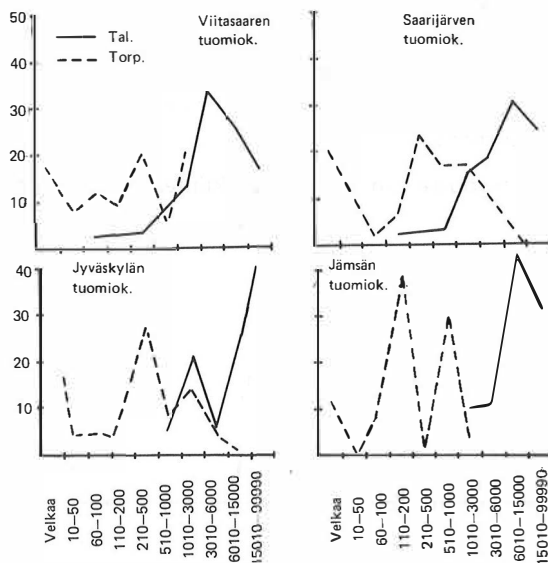 50
40
30
20
10
Tal.
Torp.
Viitasaaren
tuomiok.
Saarijärven
tuomiok.
40
30
20
10
Jyväskylän
tuomiok.
Jämsän
tuomiok.
Velkaa
10–50
60–100
110–200
210–500
510–1000
1010–3000
3010–6000
6010–15000
15010–99990
Velkaa
10–50
60–100
110–200
210–500
510–1000
1010–3000
3010–6000
6010–15000
15010–99990